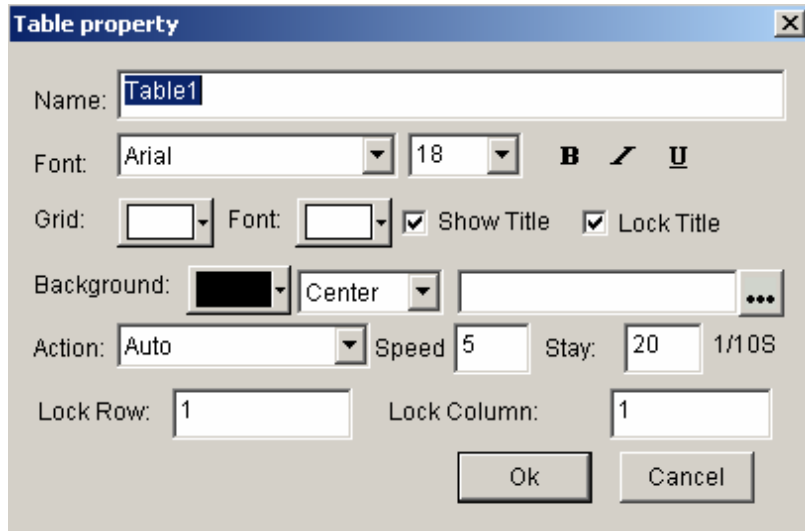 Table property
Name: Table1
Font: Arial 18 B I U
Grid: Font: Show Title Lock Title
Background: Center ...
Action: Auto Speed 5 Stay: 20 1/10S
Lock Row: 1 Lock Column: 1
Ok Cancel